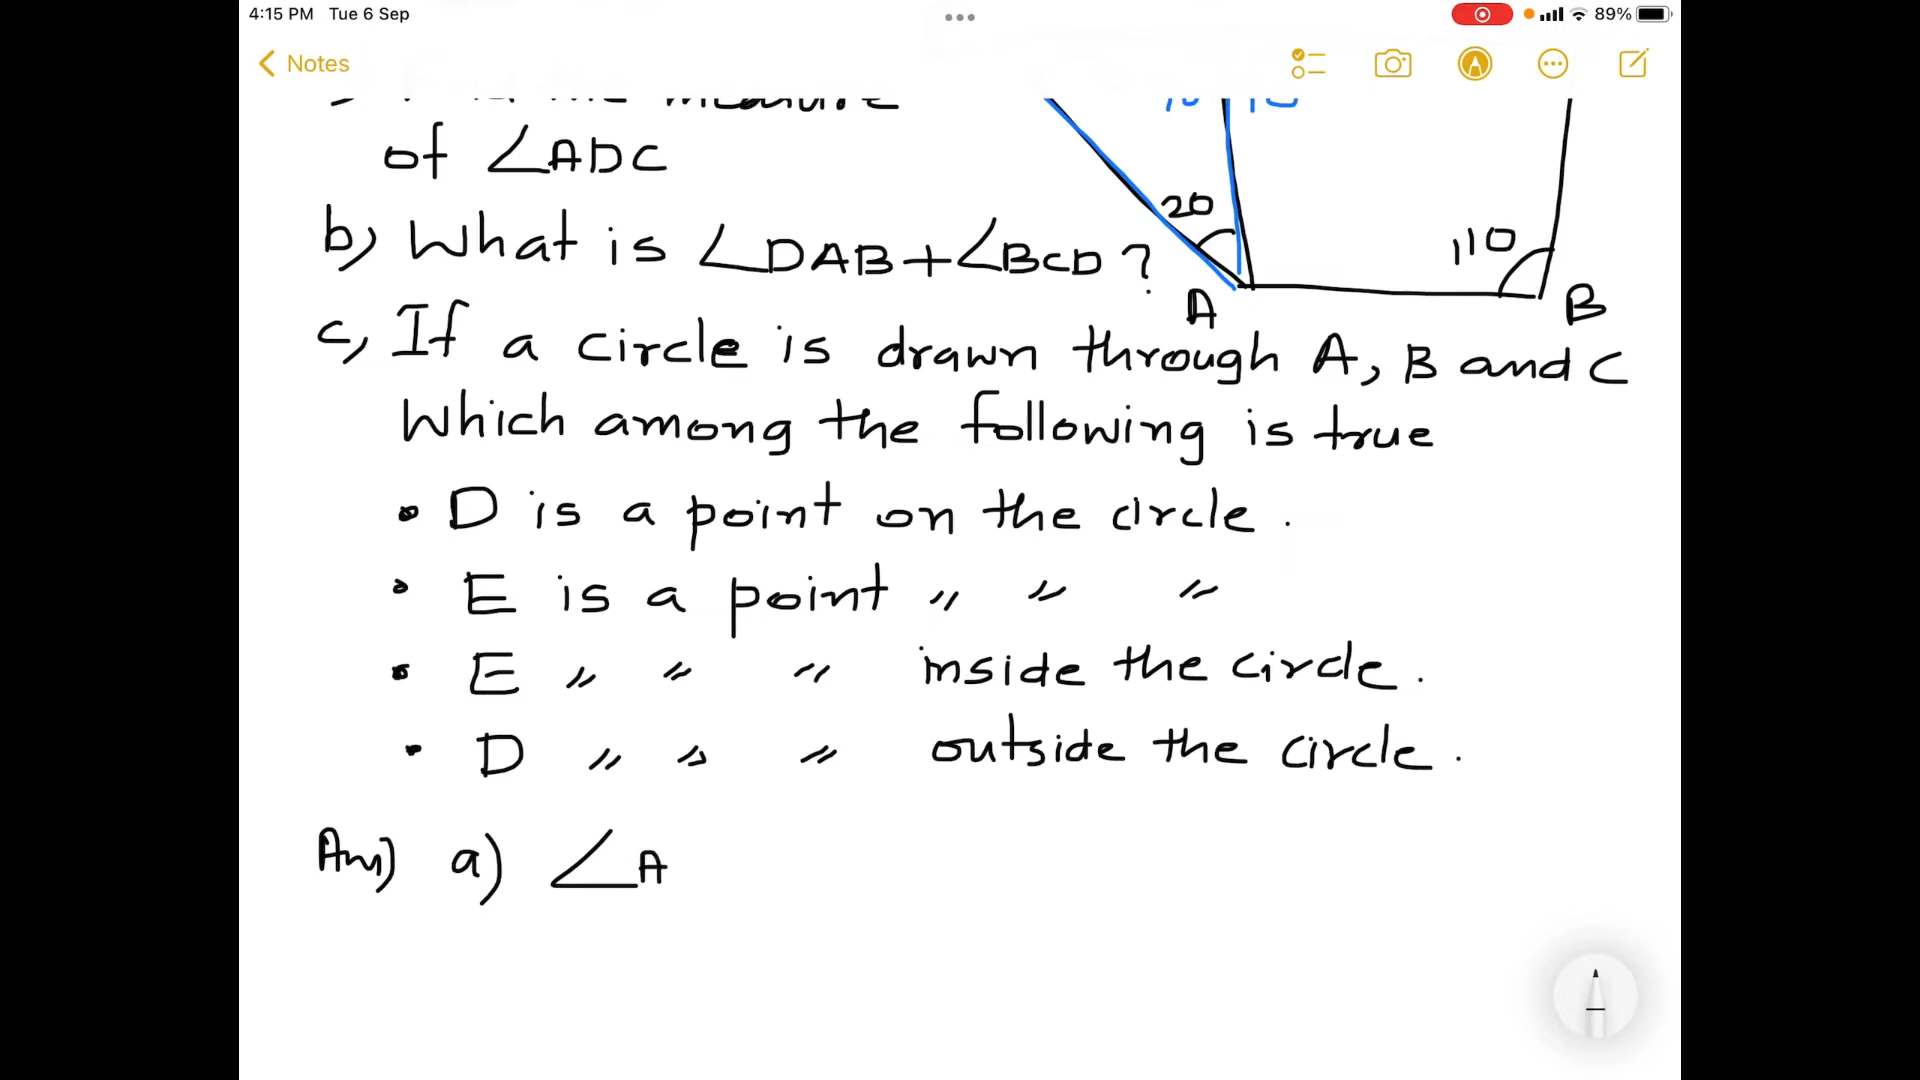 4:15 PM Tue 6 Sep
89%
Notes
measure
of ∠ADC
20
110
b) What is ∠DAB+∠BCD?
A
B
c, If a circle is drawn through A, B and C
Which among the following is true
• D is a point on the circle.
• E is a point " " "
• E " " " inside the circle.
• D " " " outside the circle.
Ans) a) ∠A